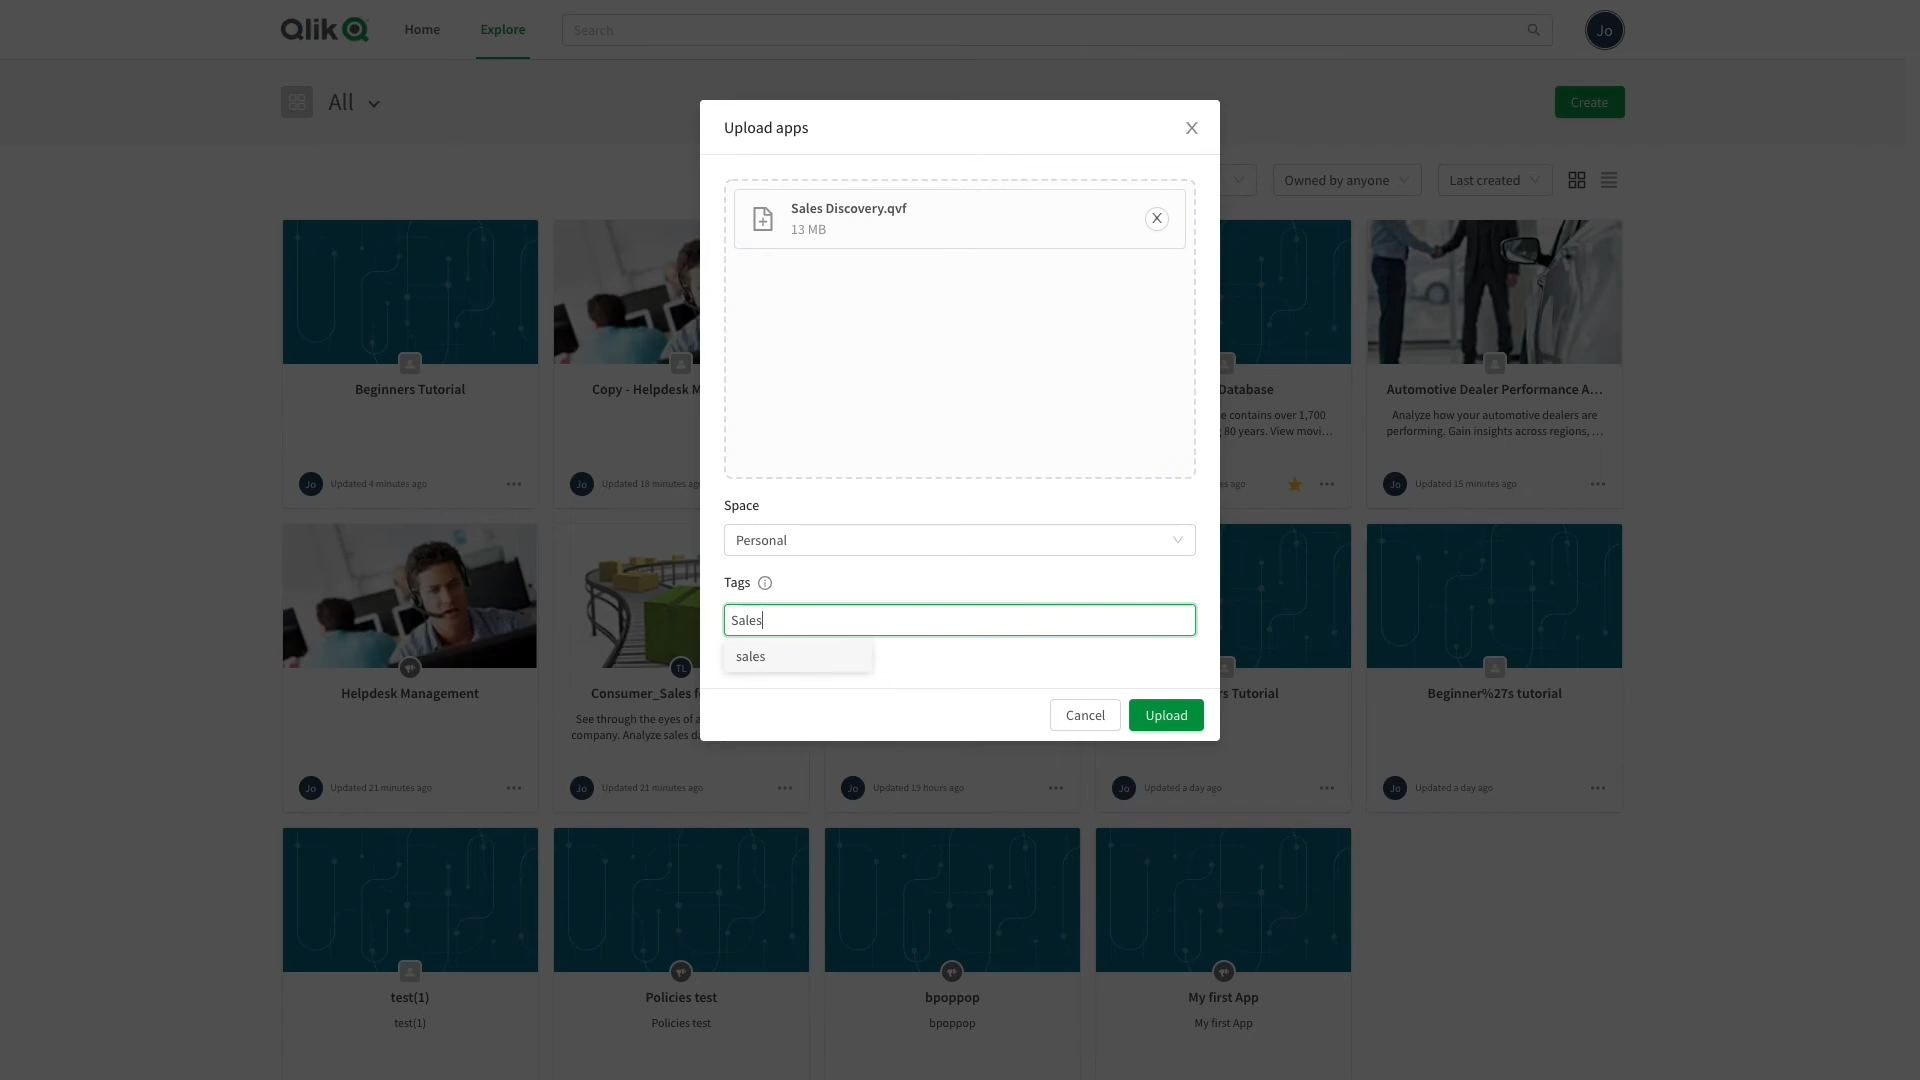 Qlik
Home
Explore
Search
Jo
All
Create
Upload apps
Owned by anyone
Last created
Sales Discovery.qvf
13 MB
Space
Personal
Tags
Sales
sales
Cancel
Upload
Beginners Tutorial
Jo
Updated 4 minutes ago
Copy - Helpdesk M
Jo
Updated 18 minutes ago
Database
e contains over 1,700
80 years. View movi...
es ago
Automotive Dealer Performance A...
Analyze how your automotive dealers are
performing. Gain insights across regions, ...
Jo
Updated 15 minutes ago
Helpdesk Management
Jo
Updated 21 minutes ago
TL
Consumer_Sales f
See through the eyes of a
company. Analyze sales d
Jo
Updated 21 minutes ago
Jo
Updated 19 hours ago
rs Tutorial
Jo
Updated a day ago
Beginner%27s tutorial
Jo
Updated a day ago
test(1)
test(1)
Policies test
Policies test
bpoppop
bpoppop
My first App
My first App